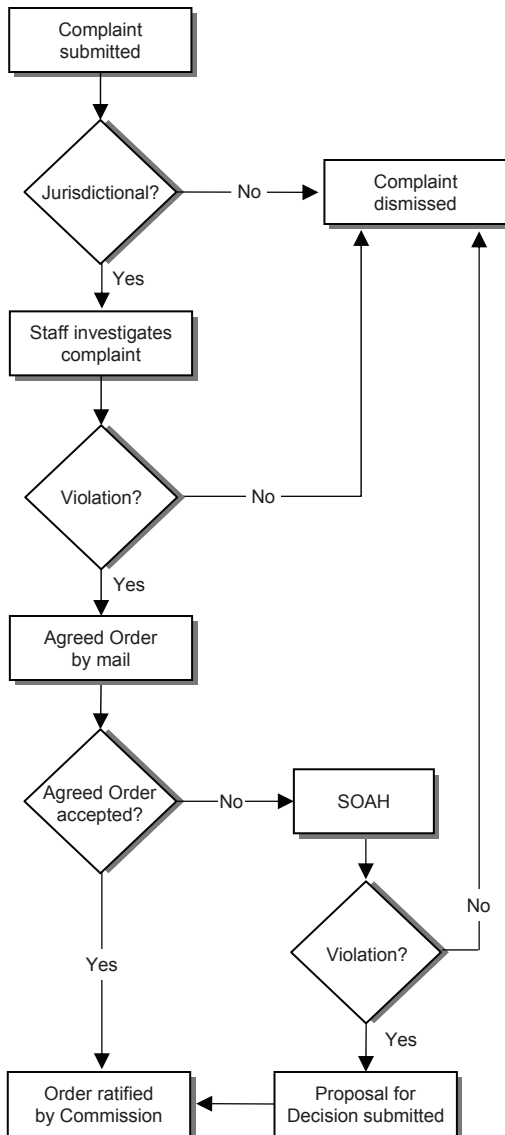 Complaint
submitted
Jurisdictional?
No
Complaint
dismissed
Yes
Staff investigates
complaint
Violation?
No
Yes
Agreed Order
by mail
Agreed Order
accepted?
No
SOAH
No
Violation?
Yes
Yes
Order ratified
by Commission
Proposal for
Decision submitted